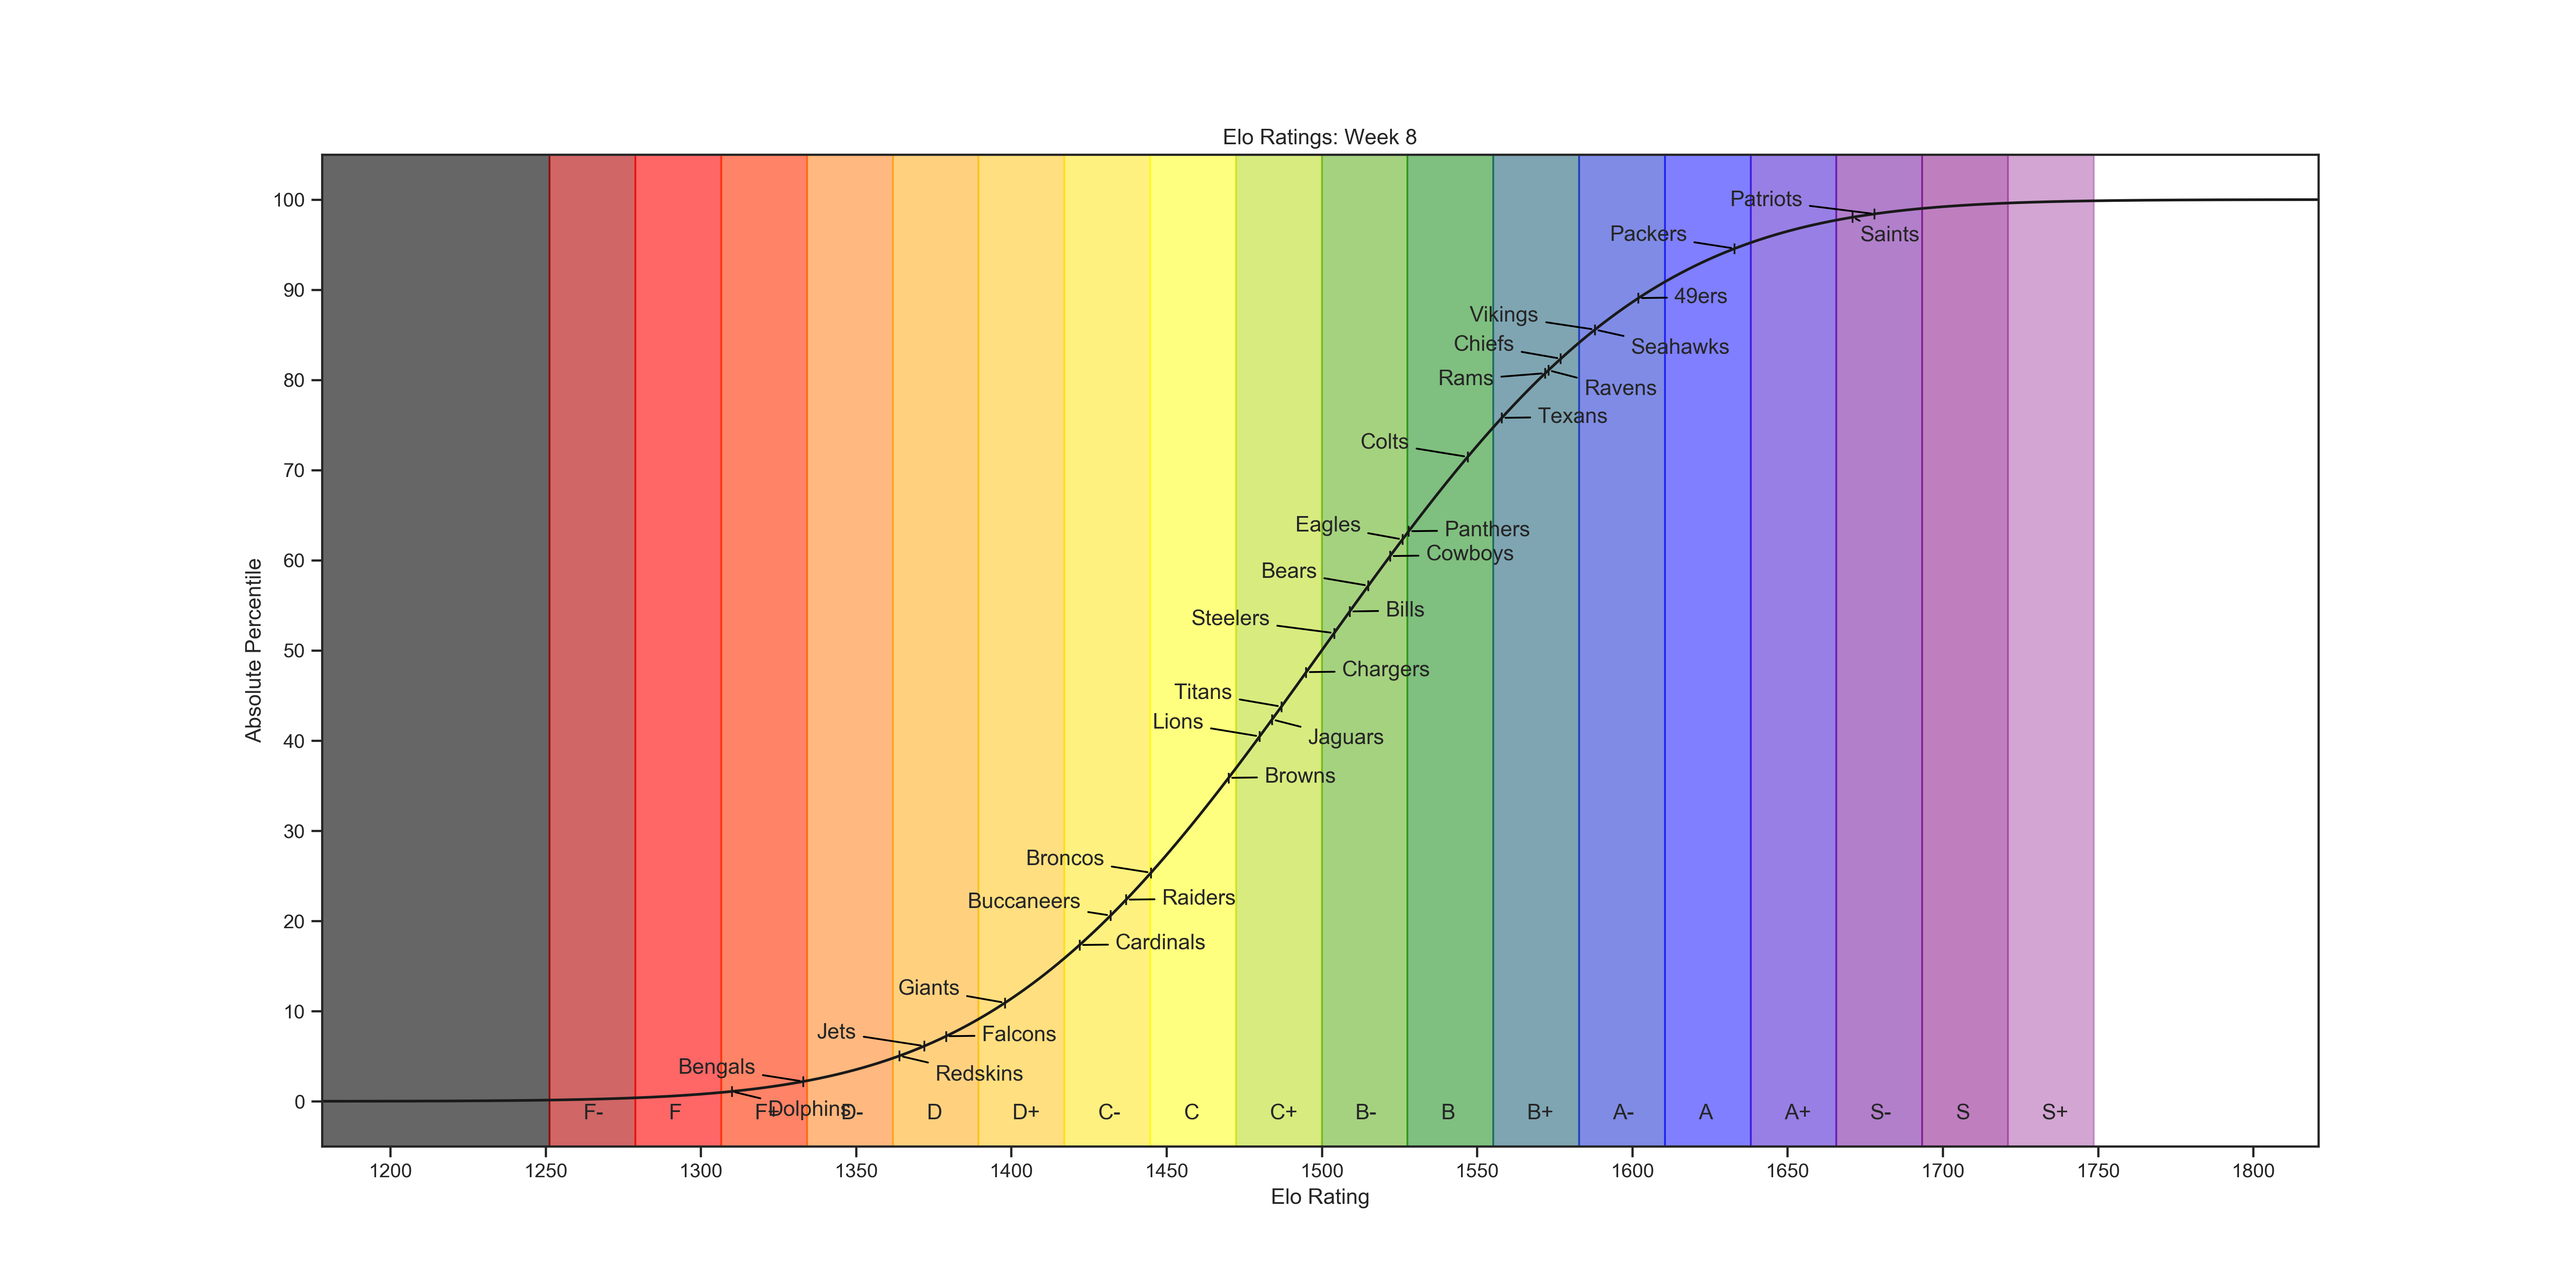 Elo Ratings: Week 8
100
90
80
70
60
50
40
30
20
10
0
Absolute Percentile
Patriots
Saints
Packers
49ers
Vikings
Seahawks
Chiefs
Rams
Ravens
Texans
Colts
Eagles
Panthers
Cowboys
Bears
Bills
Steelers
Chargers
Titans
Lions
Jaguars
Browns
Broncos
Raiders
Buccaneers
Cardinals
Giants
Jets
Falcons
Bengals
Redskins
Dolphins
F- F F+ D- D D+ C- C C+ B- B B+ A- A A+ S- S S+
1200 1250 1300 1350 1400 1450 1500 1550 1600 1650 1700 1750 1800
Elo Rating